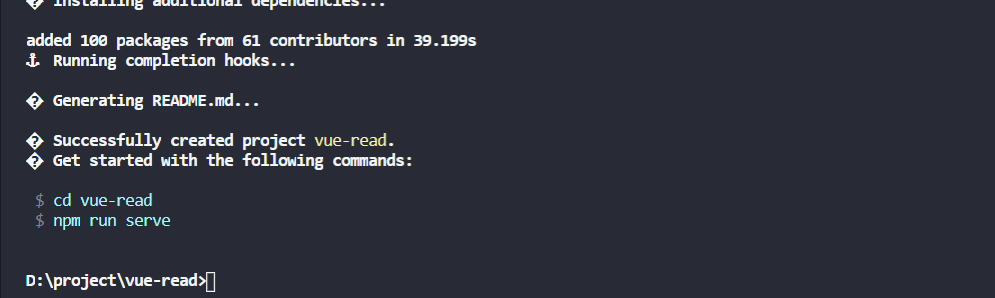 � Installing additional dependencies...
added 100 packages from 61 contributors in 39.199s
⚓ Running completion hooks...
� Generating README.md...
� Successfully created project vue-read.
� Get started with the following commands:
$ cd vue-read
$ npm run serve
D:\project\vue-read>